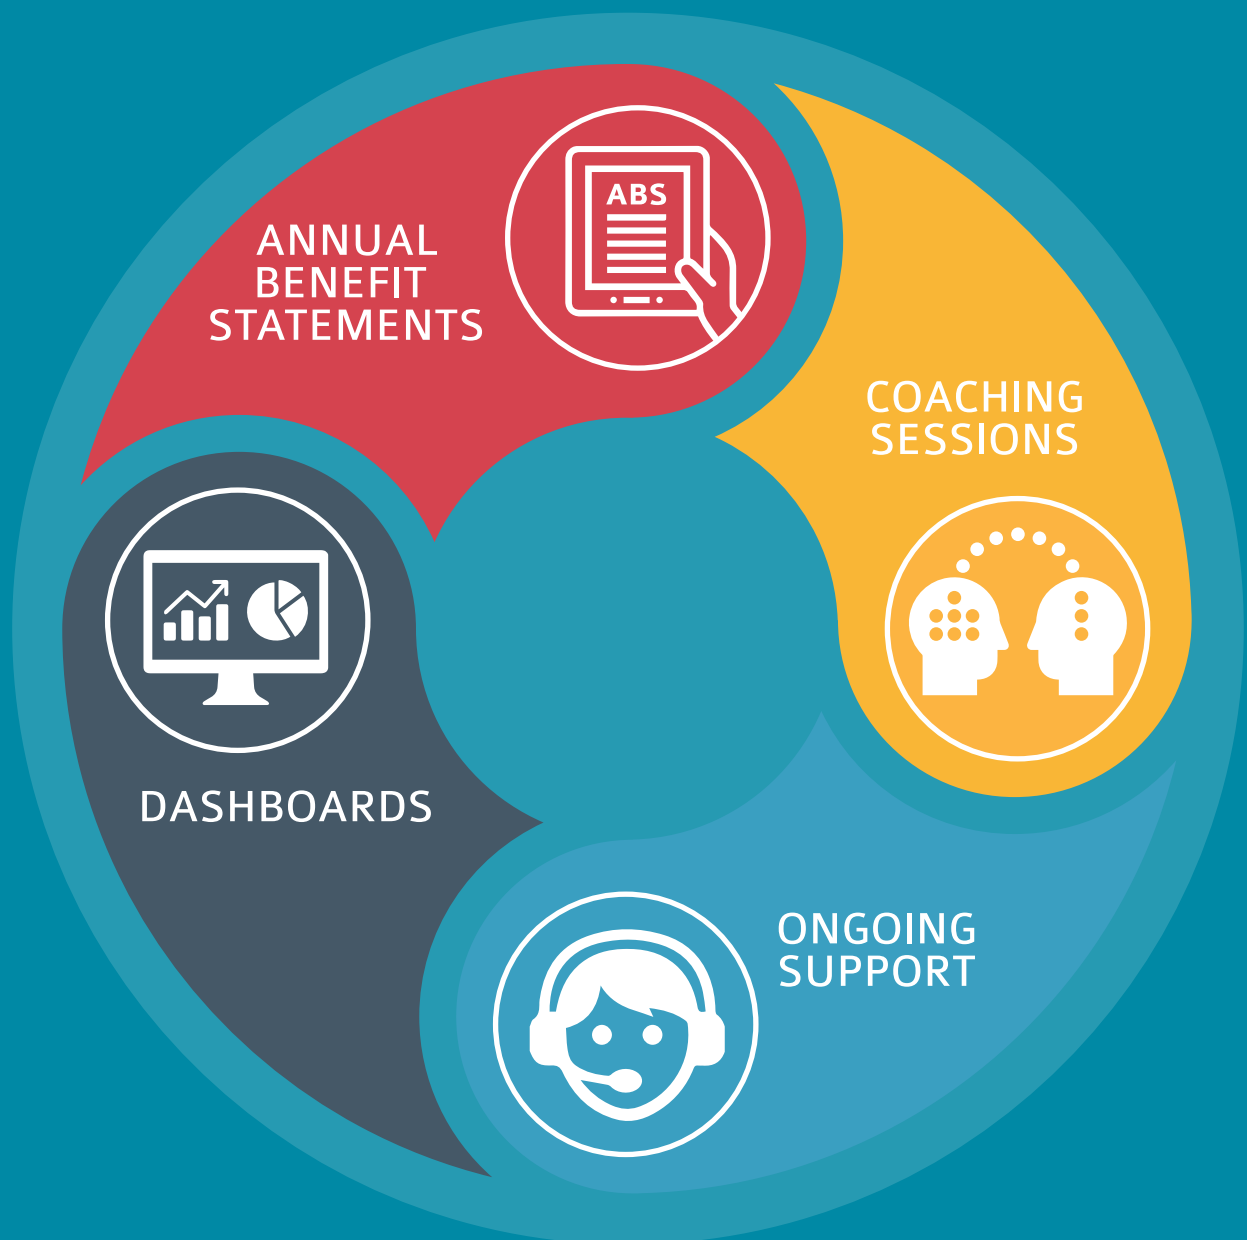 ANNUAL
BENEFIT
STATEMENTS
ABS
COACHING
SESSIONS
DASHBOARDS
ONGOING
SUPPORT